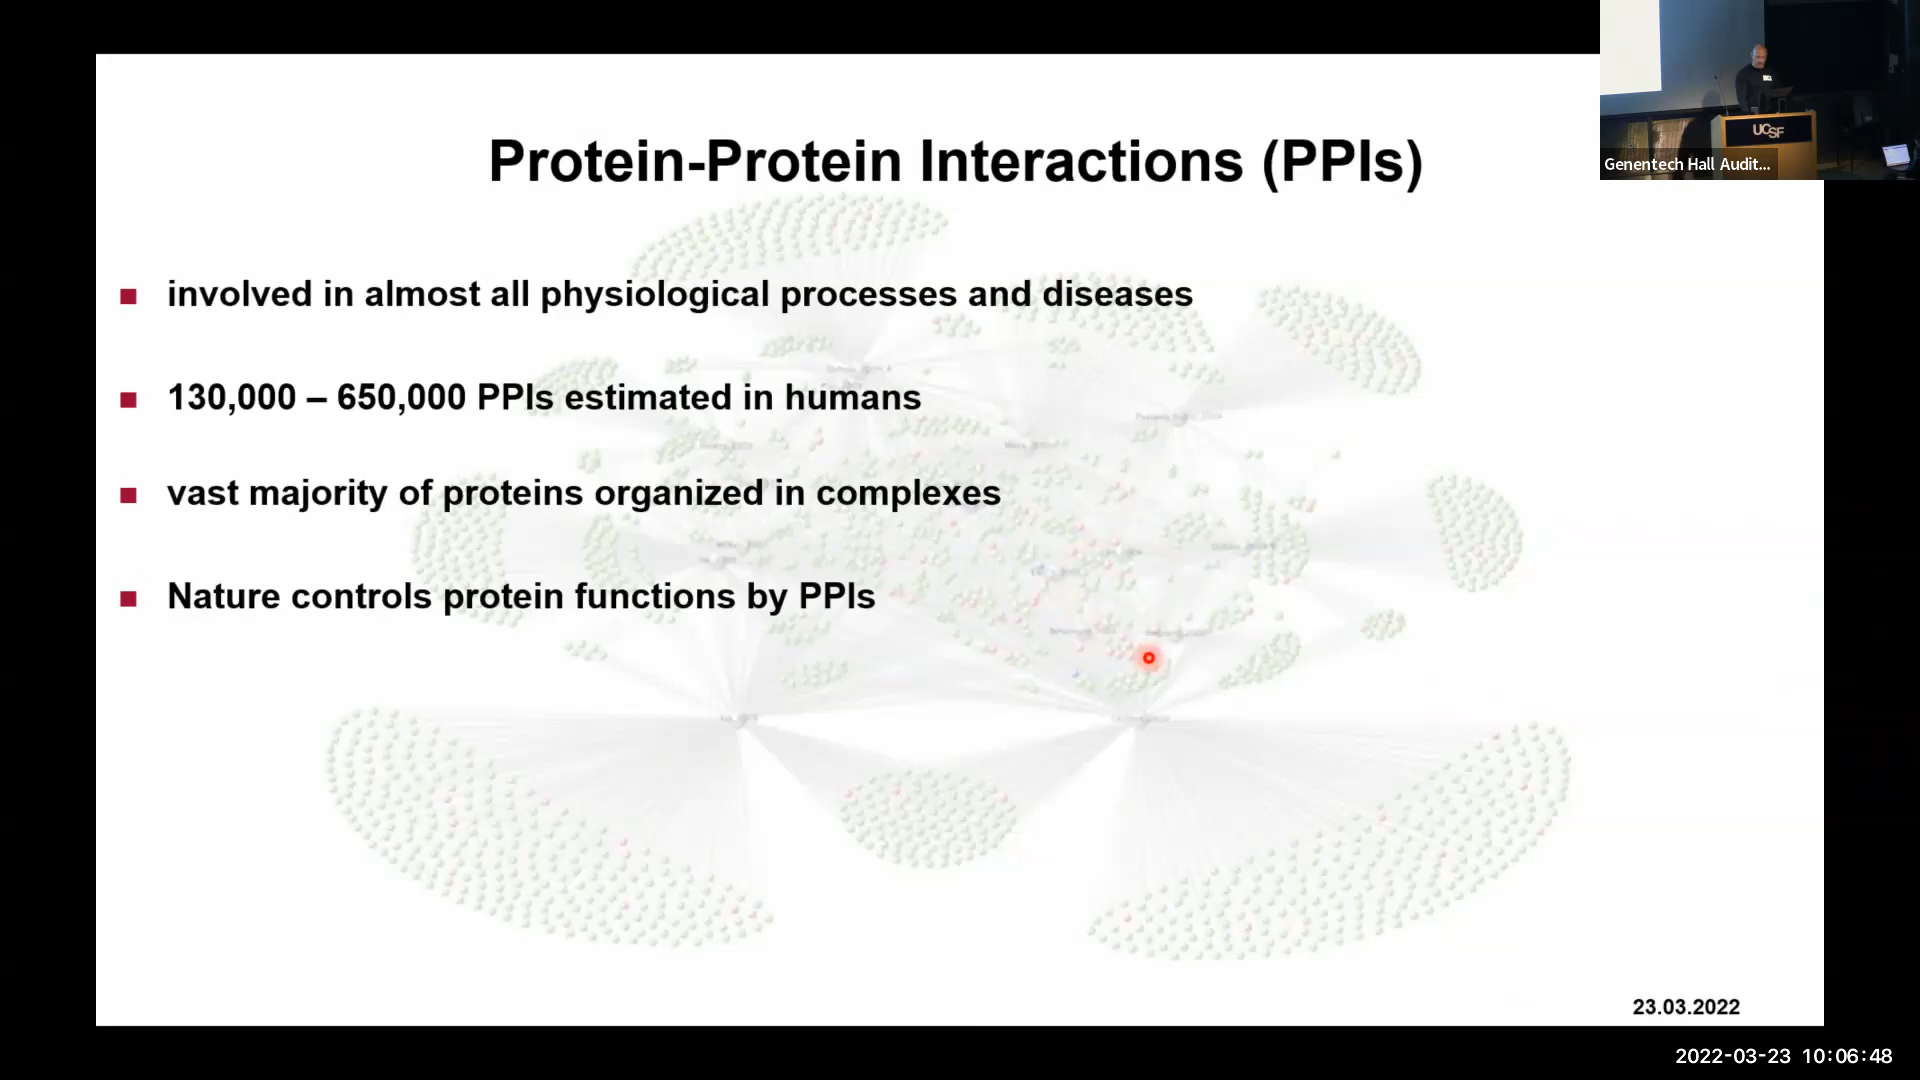 Protein-Protein Interactions (PPIs)
involved in almost all physiological processes and diseases
130,000 – 650,000 PPIs estimated in humans
vast majority of proteins organized in complexes
Nature controls protein functions by PPIs
23.03.2022
UCSF
Genentech Hall Audit...
2022-03-23 10:06:48